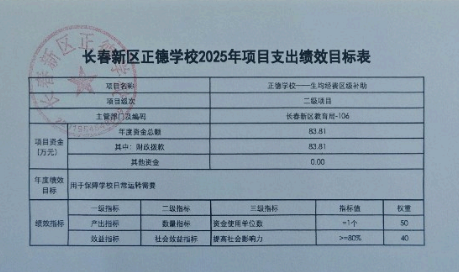 长春新区正德学校2025年项目支出绩效目标表
项目名称 正德学校——生均经费区级补助
项目级次 二级项目
主管部门及编码 长春新区教育局-106
项目资金(万元) 年度资金总额 83.81
其中：财政拨款 83.81
其他资金 0.00
年度绩效目标 用于保障学校日常运转需要
绩效指标 一级指标 二级指标 三级指标 指标值 权重
产出指标 数量指标 资金使用单位数 =1个 50
效益指标 社会效益指标 提高社会影响力 >=80% 40